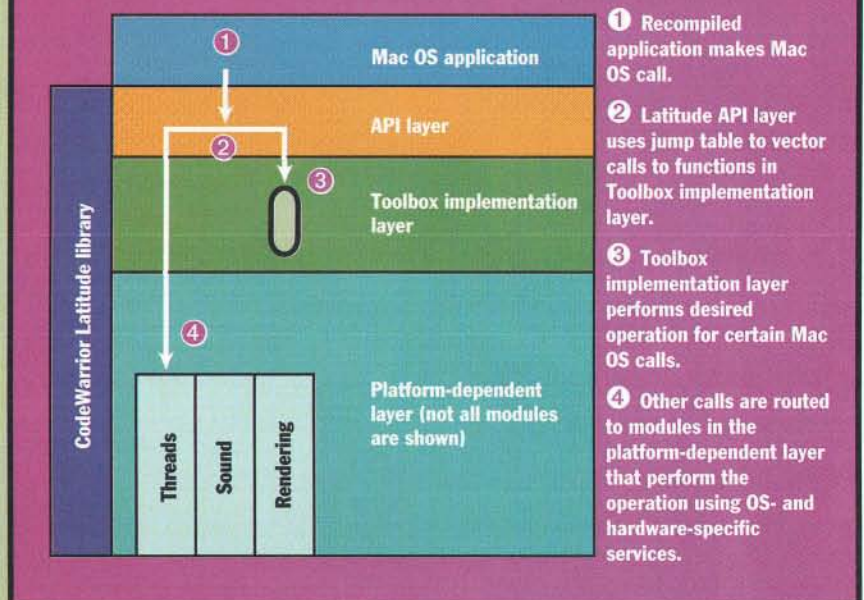 1
Mac OS application
API layer
2
3
Toolbox implementation
layer
CodeWarrior Latitude library
4
Platform-dependent
layer (not all modules
are shown)
Threads
Sound
Rendering
1 Recompiled
application makes Mac
OS call.
2 Latitude API layer
uses jump table to vector
calls to functions in
Toolbox implementation
layer.
3 Toolbox
implementation layer
performs desired
operation for certain Mac
OS calls.
4 Other calls are routed
to modules in the
platform-dependent layer
that perform the
operation using OS- and
hardware-specific
services.